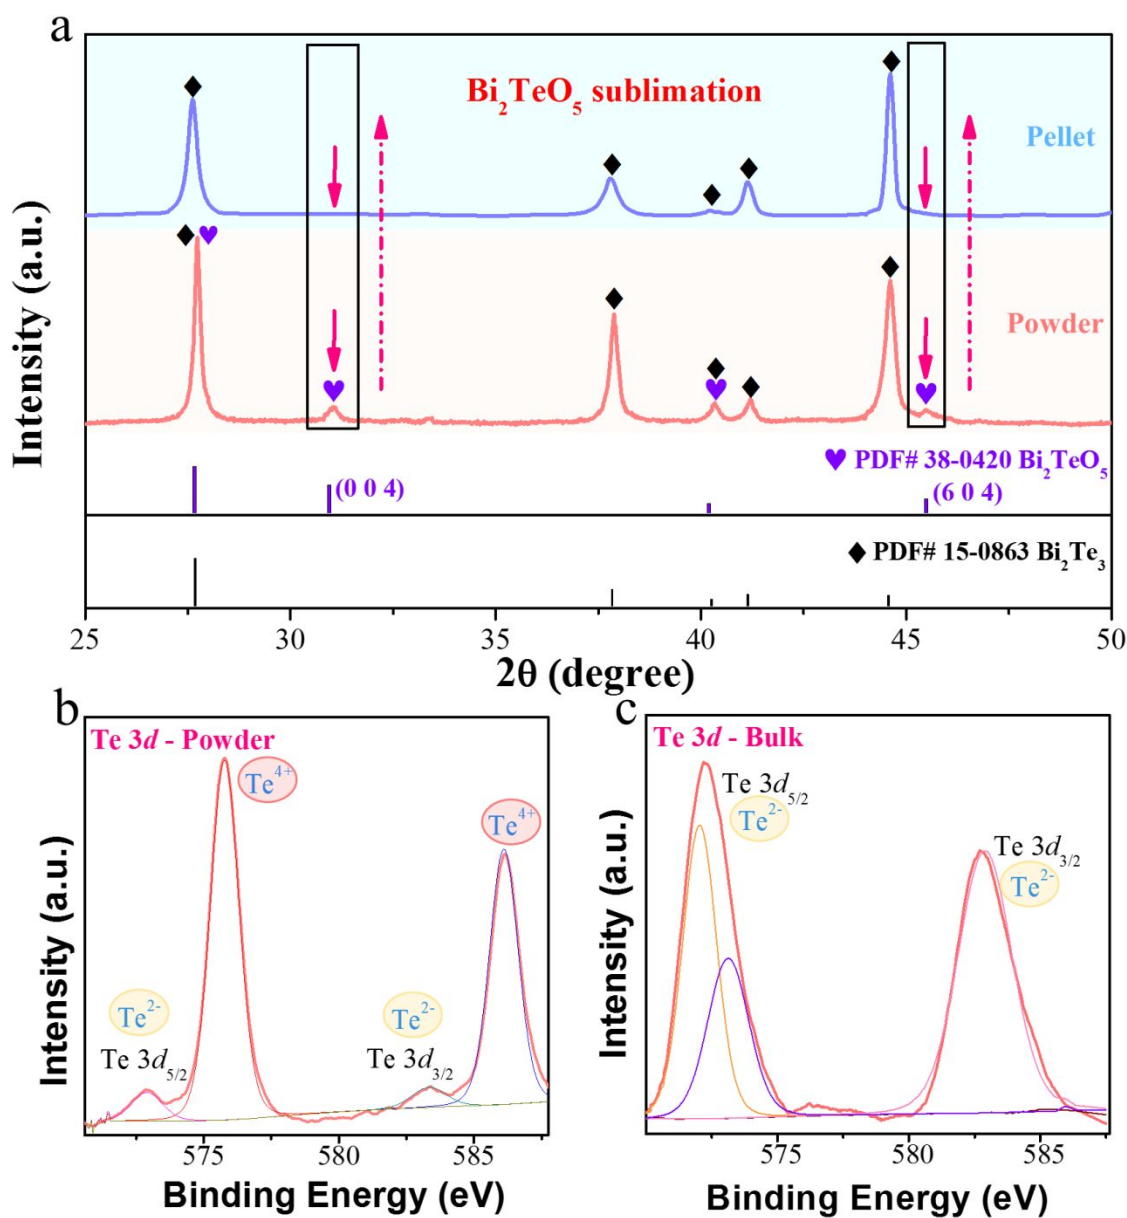 a
Bi₂TeO₅ sublimation
Pellet
Powder
Intensity (a.u.)
♥ PDF# 38-0420 Bi₂TeO₅
(0 0 4)
(6 0 4)
◆ PDF# 15-0863 Bi₂Te₃
25 30 35 40 45 50
2θ (degree)
b
Te 3d - Powder
Te⁴⁺
Te⁴⁺
Te²⁻
Te 3d₅/₂
Te²⁻
Te 3d₃/₂
Intensity (a.u.)
575 580 585
Binding Energy (eV)
c
Te 3d - Bulk
Te 3d₅/₂
Te²⁻
Te 3d₃/₂
Te²⁻
Intensity (a.u.)
575 580 585
Binding Energy (eV)